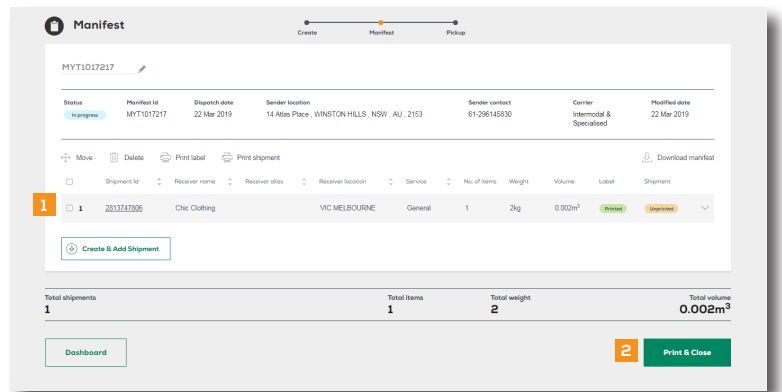 Manifest
Create Manifest Pickup
MYT1017217
Status Manifest Id Dispatch date Sender location Sender contact Carrier Modified date
In progress MYT1017217 22 Mar 2019 14 Atlas Place , WINSTON HILLS , NSW , AU , 2153 61-296145830 Intermodal & 22 Mar 2019
Specialised
Move Delete Print label Print shipment Download manifest
Shipment Id Receiver name Receiver alias Receiver location Service No. of items Weight Volume Label Shipment
1 1 2813747806 Chic Clothing VIC MELBOURNE General 1 2kg 0.002m³ Printed Unprinted
Create & Add Shipment
Total shipments Total items Total weight Total volume
1 1 2 0.002m³
Dashboard 2 Print & Close